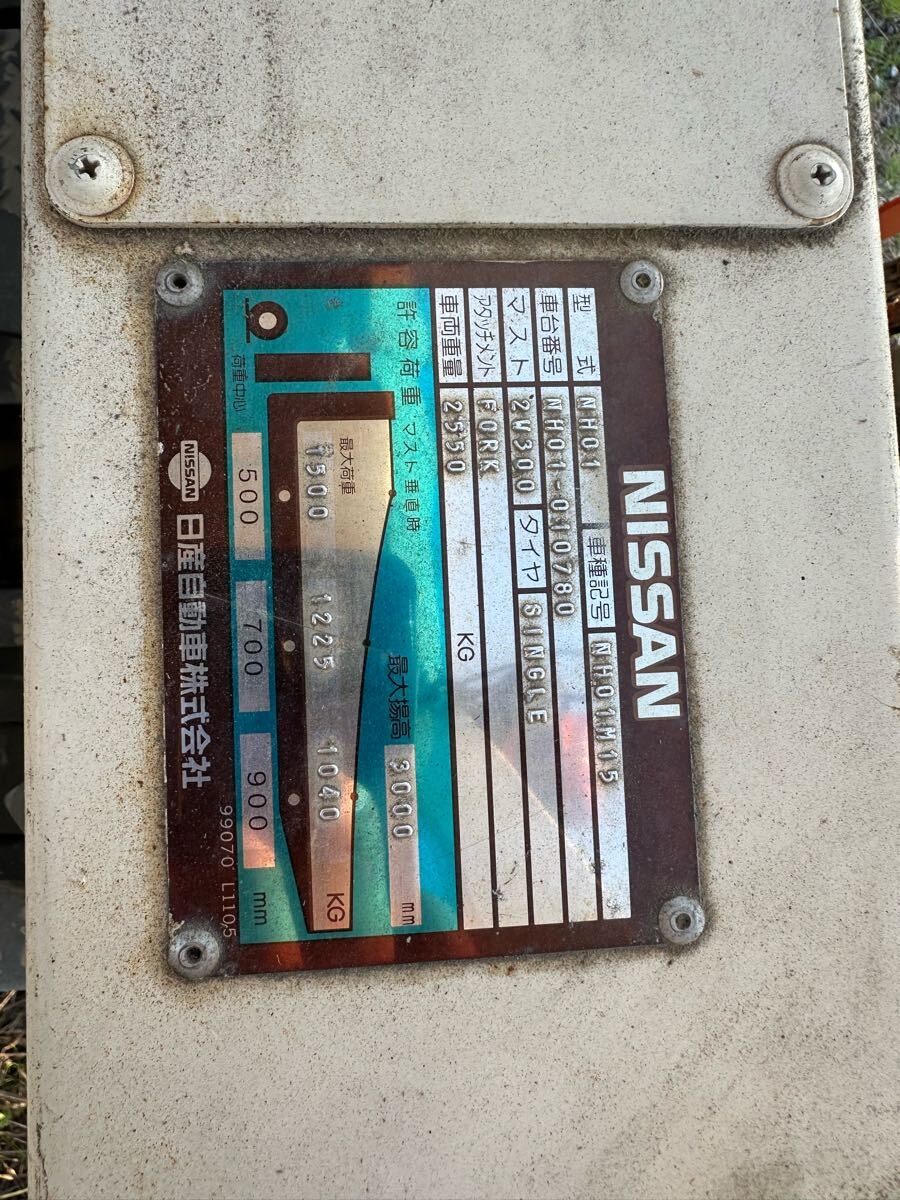 NISSAN
型式 NH01 車種記号 NH01M15
車台番号 NH01-010780
マスト 2W300 タイヤ SINGLE
アタッチメント FORK
車両重量 2550 KG
許容荷重 マスト垂直時
最大揚高 3000 mm
最大荷重
1500 1225 1040 KG
荷重中心 500 700 900 mm
NISSAN 日産自動車株式会社
99070 L1105